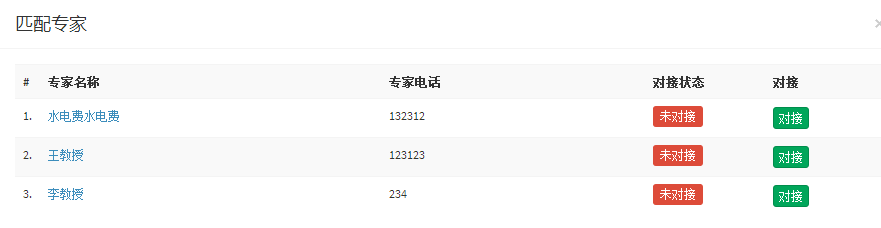 匹配专家
×
# 专家名称 专家电话 对接状态 对接
1. 水电费水电费 132312 未对接 对接
2. 王教授 123123 未对接 对接
3. 李教授 234 未对接 对接